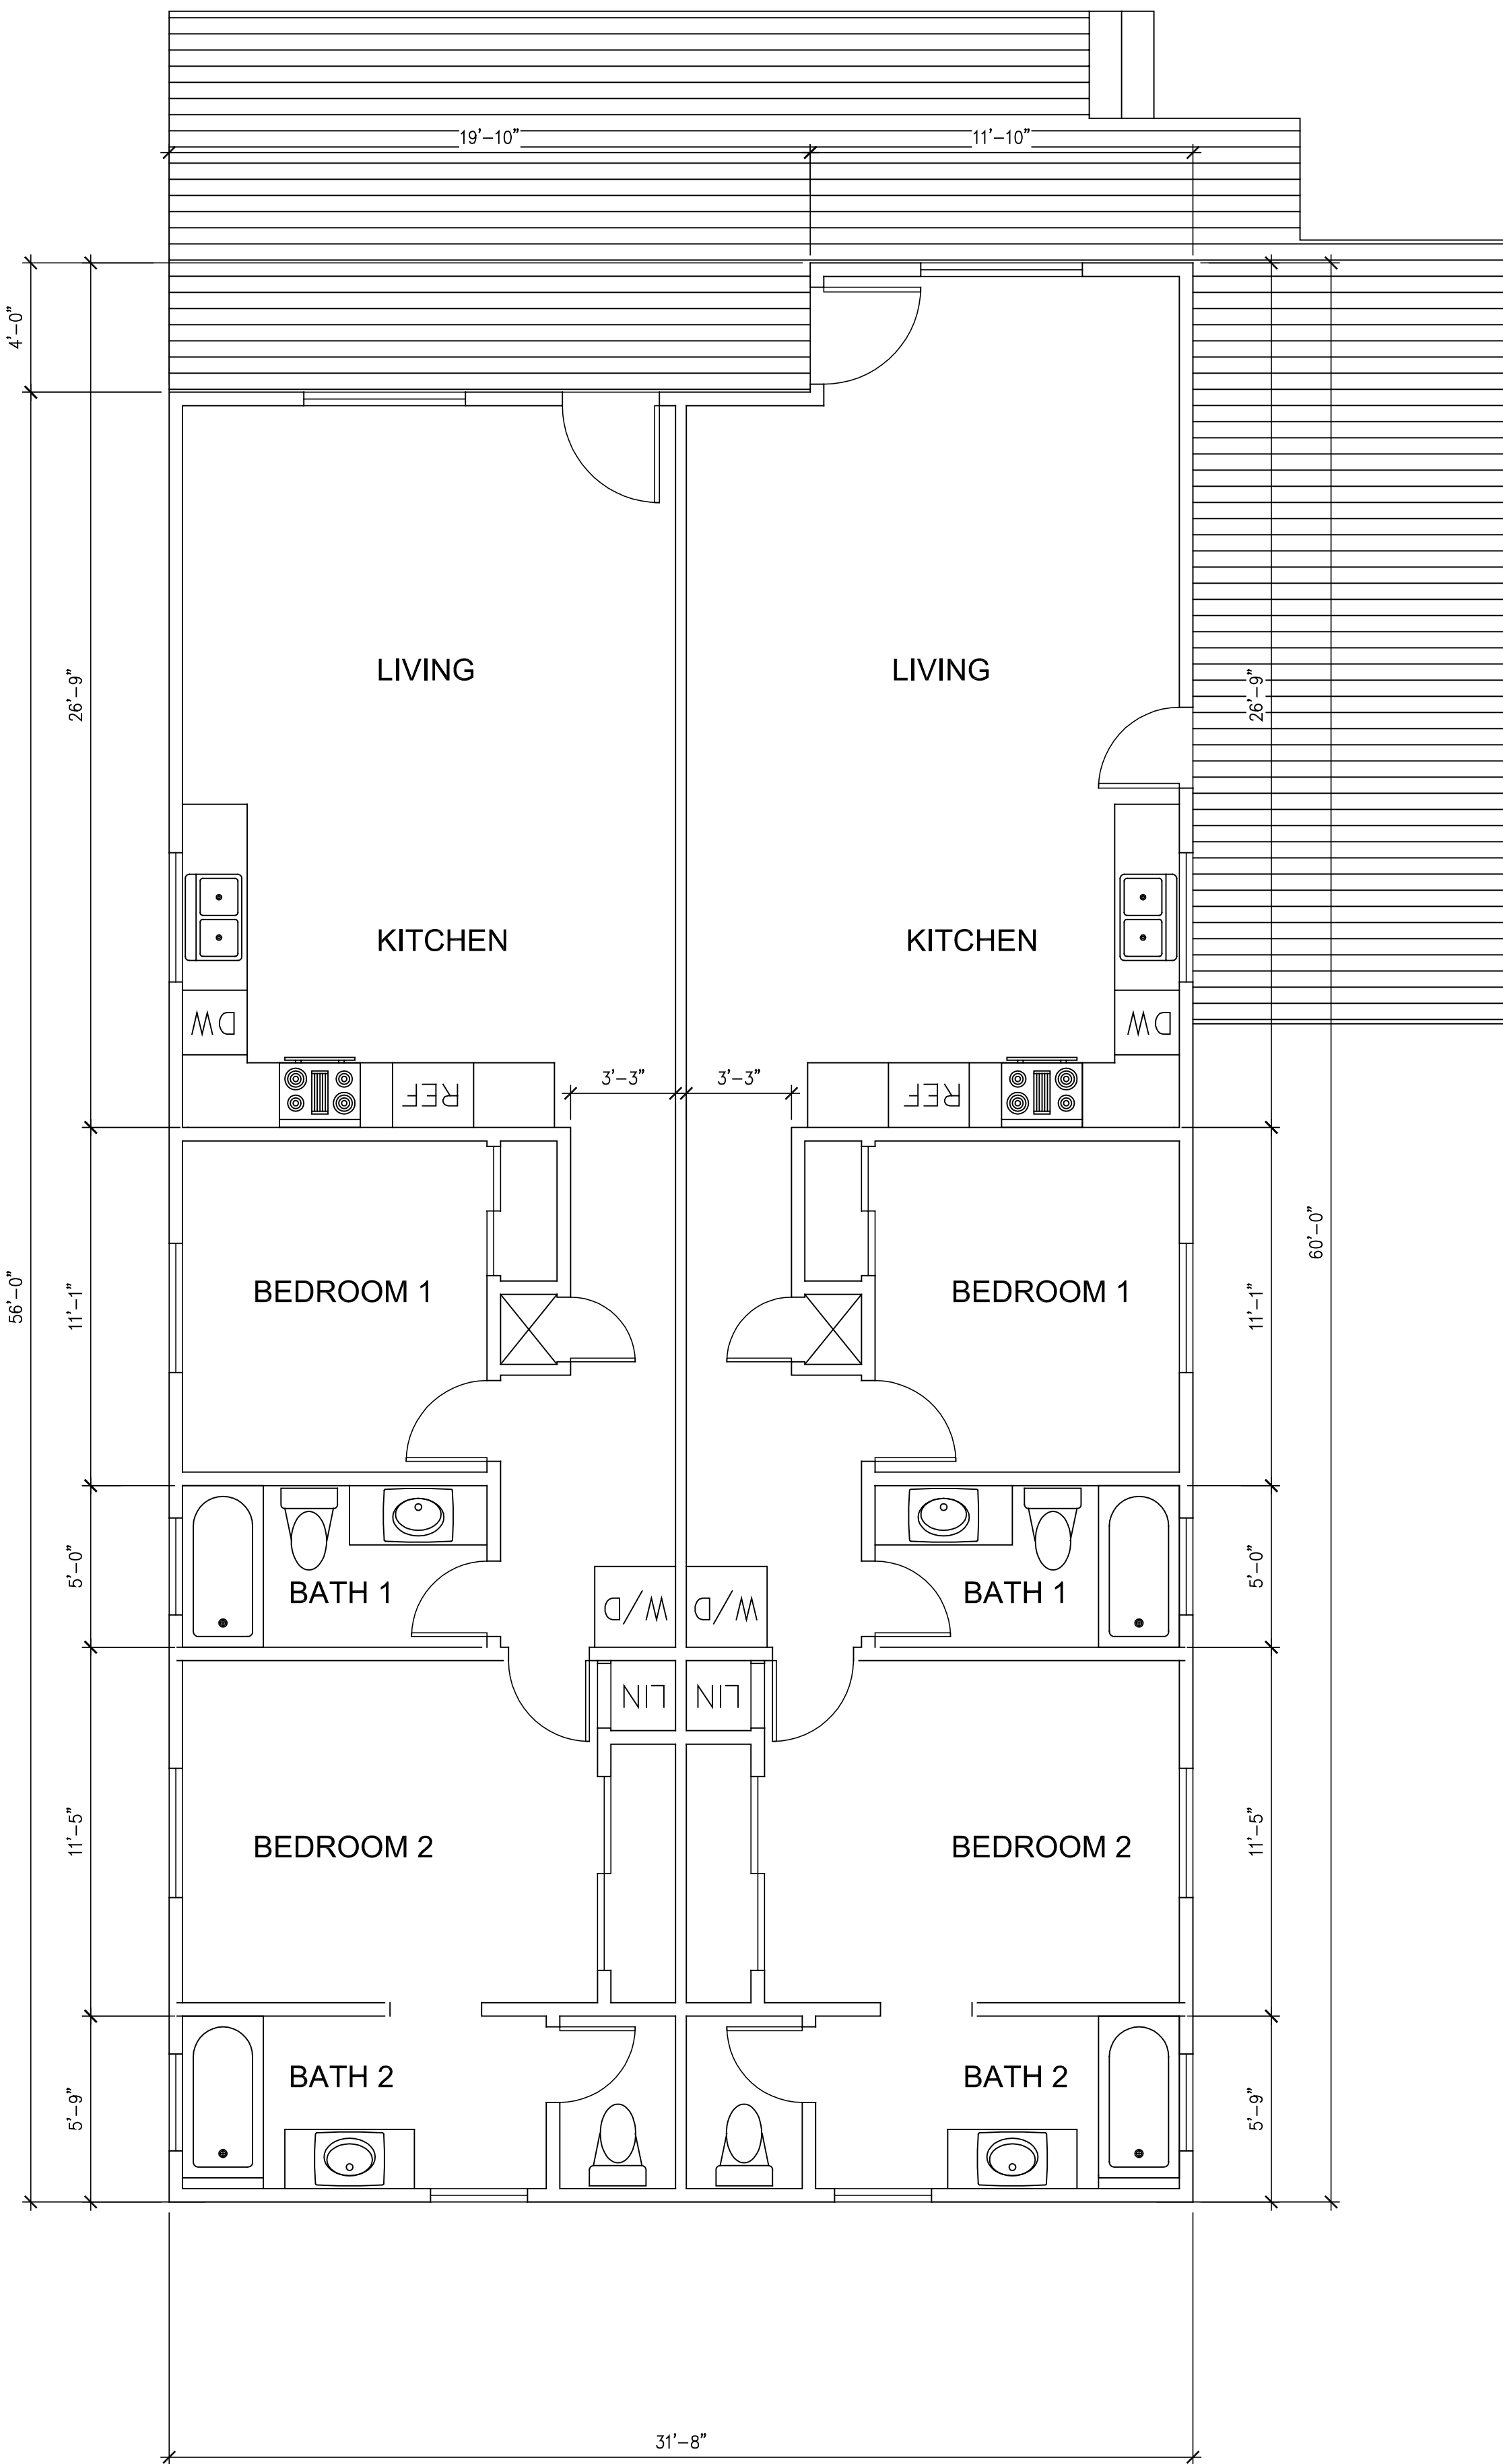 19'-10" 11'-10"
4'-0"
26'-9" LIVING LIVING 26'-9"
KITCHEN KITCHEN
DW DW
REF 3'-3" 3'-3" REF
56'-0" 11'-1" BEDROOM 1 BEDROOM 1 11'-1" 60'-0"
5'-0" BATH 1 W/D W/D BATH 1 5'-0"
LIN LIN
11'-5" BEDROOM 2 BEDROOM 2 11'-5"
5'-9" BATH 2 BATH 2 5'-9"
31'-8"